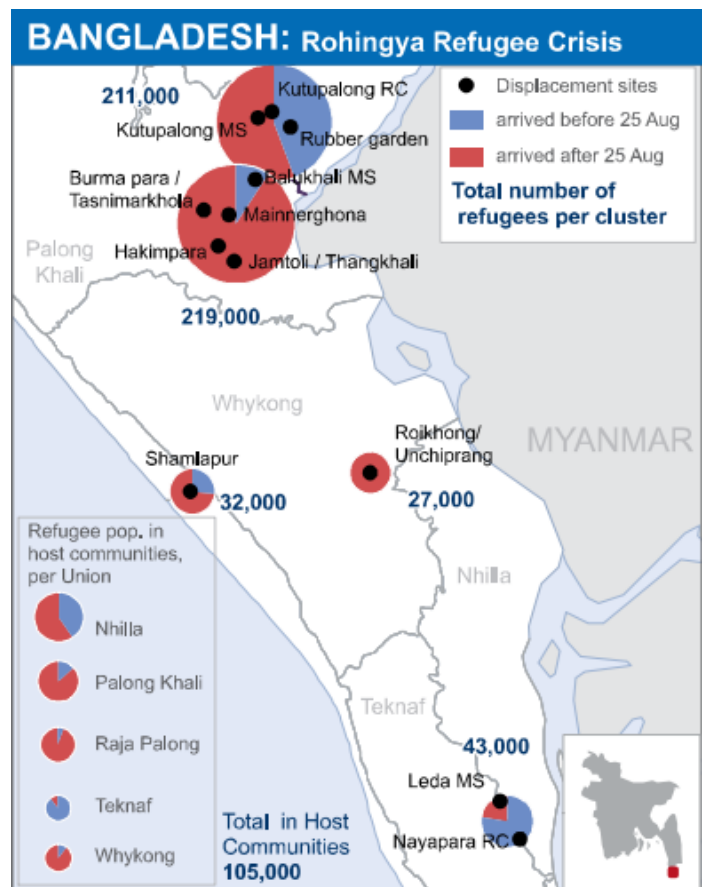 BANGLADESH: Rohingya Refugee Crisis
Displacement sites
arrived before 25 Aug
arrived after 25 Aug
Total number of
refugees per cluster
211,000
Kutupalong RC
Kutupalong MS
Rubber garden
Balukhali MS
Burma para /
Tasnimarkhola
Mainnerghona
Hakimpara
Jamtoli / Thangkhali
Palong
Khali
219,000
Whykong
MYANMAR
Roikhong/
Unchiprang
27,000
Shamlapur
32,000
Nhilla
Refugee pop. in
host communities,
per Union
Nhilla
Palong Khali
Raja Palong
Teknaf
Whykong
Total in Host
Communities
105,000
Teknaf
43,000
Leda MS
Nayapara RC